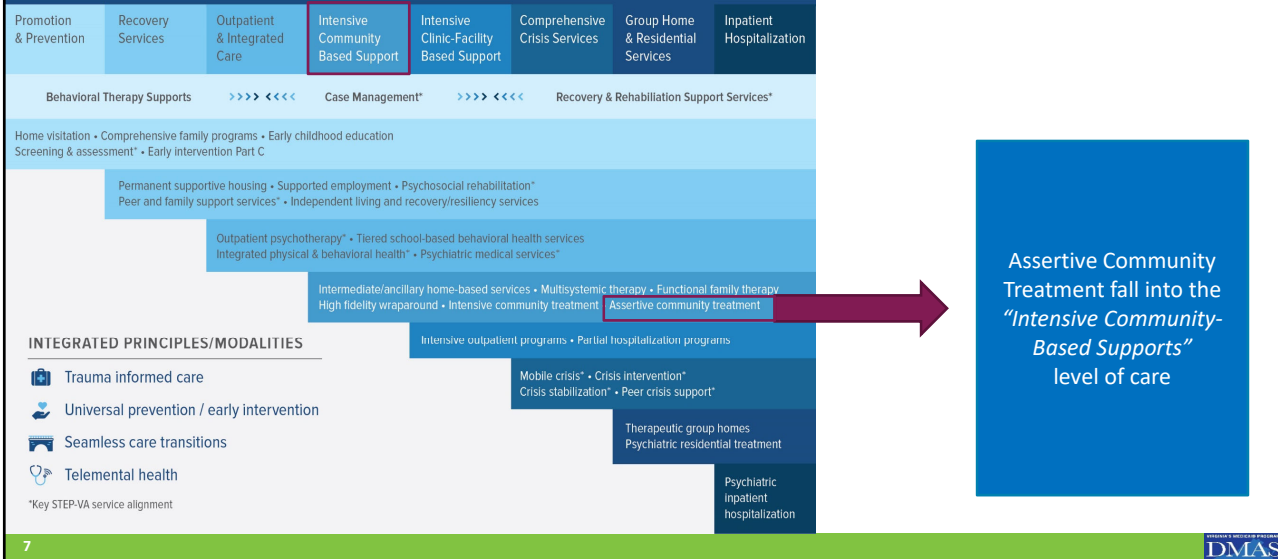 Promotion
& Prevention
Recovery
Services
Outpatient
& Integrated
Care
Intensive
Community
Based Support
Intensive
Clinic-Facility
Based Support
Comprehensive
Crisis Services
Group Home
& Residential
Services
Inpatient
Hospitalization
Behavioral Therapy Supports >>>> <<<< Case Management* >>>> <<<< Recovery & Rehabiliation Support Services*
Home visitation • Comprehensive family programs • Early childhood education
Screening & assessment* • Early intervention Part C
Permanent supportive housing • Supported employment • Psychosocial rehabilitation*
Peer and family support services* • Independent living and recovery/resiliency services
Outpatient psychotherapy* • Tiered school-based behavioral health services
Integrated physical & behavioral health* • Psychiatric medical services*
Intermediate/ancillary home-based services • Multisystemic therapy • Functional family therapy
High fidelity wraparound • Intensive community treatment Assertive community treatment
Intensive outpatient programs • Partial hospitalization programs
Mobile crisis* • Crisis intervention*
Crisis stabilization* • Peer crisis support*
Therapeutic group homes
Psychiatric residential treatment
Psychiatric
inpatient
hospitalization
INTEGRATED PRINCIPLES/MODALITIES
Trauma informed care
Universal prevention / early intervention
Seamless care transitions
Telemental health
*Key STEP-VA service alignment
Assertive Community
Treatment fall into the
“Intensive Community-
Based Supports”
level of care
7
VIRGINIA'S MEDICAID PROGRAM
DMAS